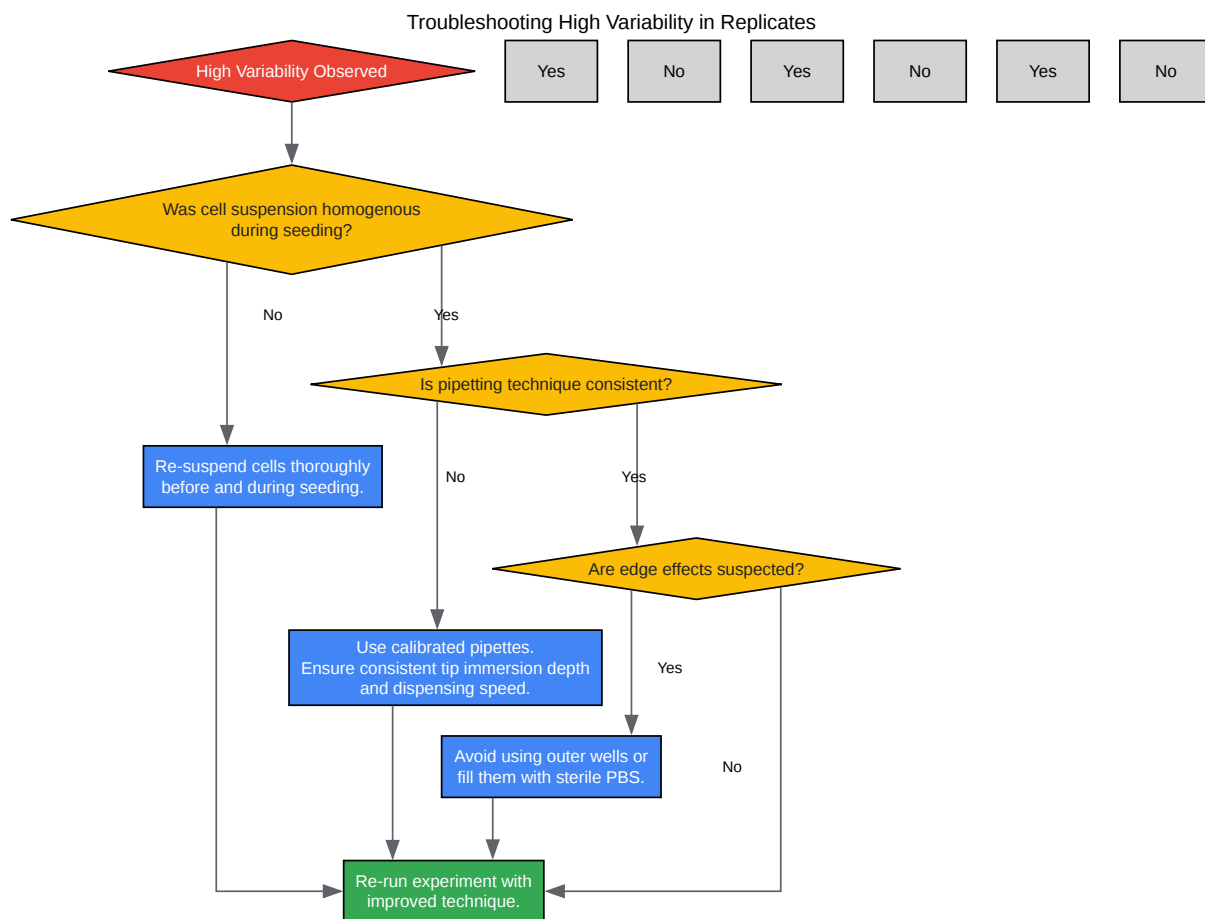 Troubleshooting High Variability in Replicates
High Variability Observed
Yes
No
Yes
No
Yes
No
Was cell suspension homogenous
during seeding?
No
Yes
Is pipetting technique consistent?
Re-suspend cells thoroughly
before and during seeding.
No
Yes
Are edge effects suspected?
Use calibrated pipettes.
Ensure consistent tip immersion depth
and dispensing speed.
Yes
Avoid using outer wells or
fill them with sterile PBS.
No
Re-run experiment with
improved technique.